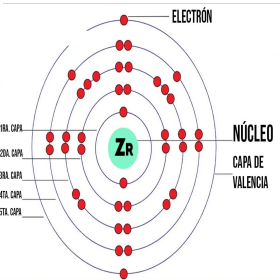 ELECTRÓN
ZR
NÚCLEO
CAPA DE
VALENCIA
1RA. CAPA
2DA. CAPA
3RA. CAPA
4TA. CAPA
5TA. CAPA